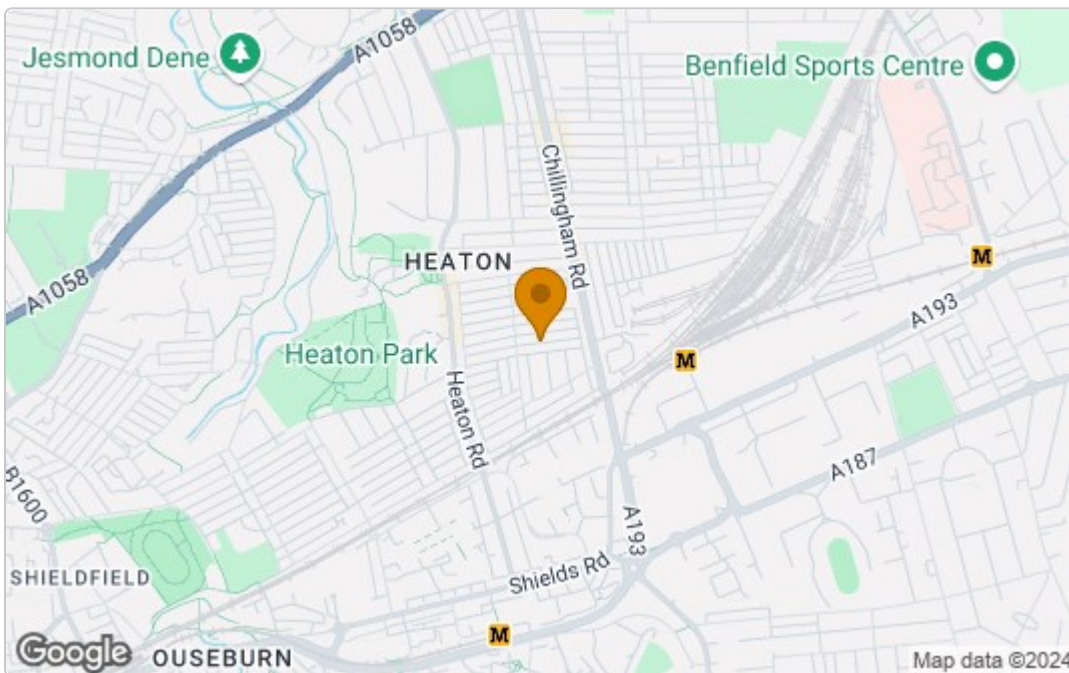 Jesmond Dene
A1058
Benfield Sports Centre
Chillingham Rd
HEATON
M
A1058
A193
Heaton Park
M
Heaton Rd
A187
B1600
A193
SHIELDFIELD
Shields Rd
M
Google
OUSEBURN
Map data ©2024